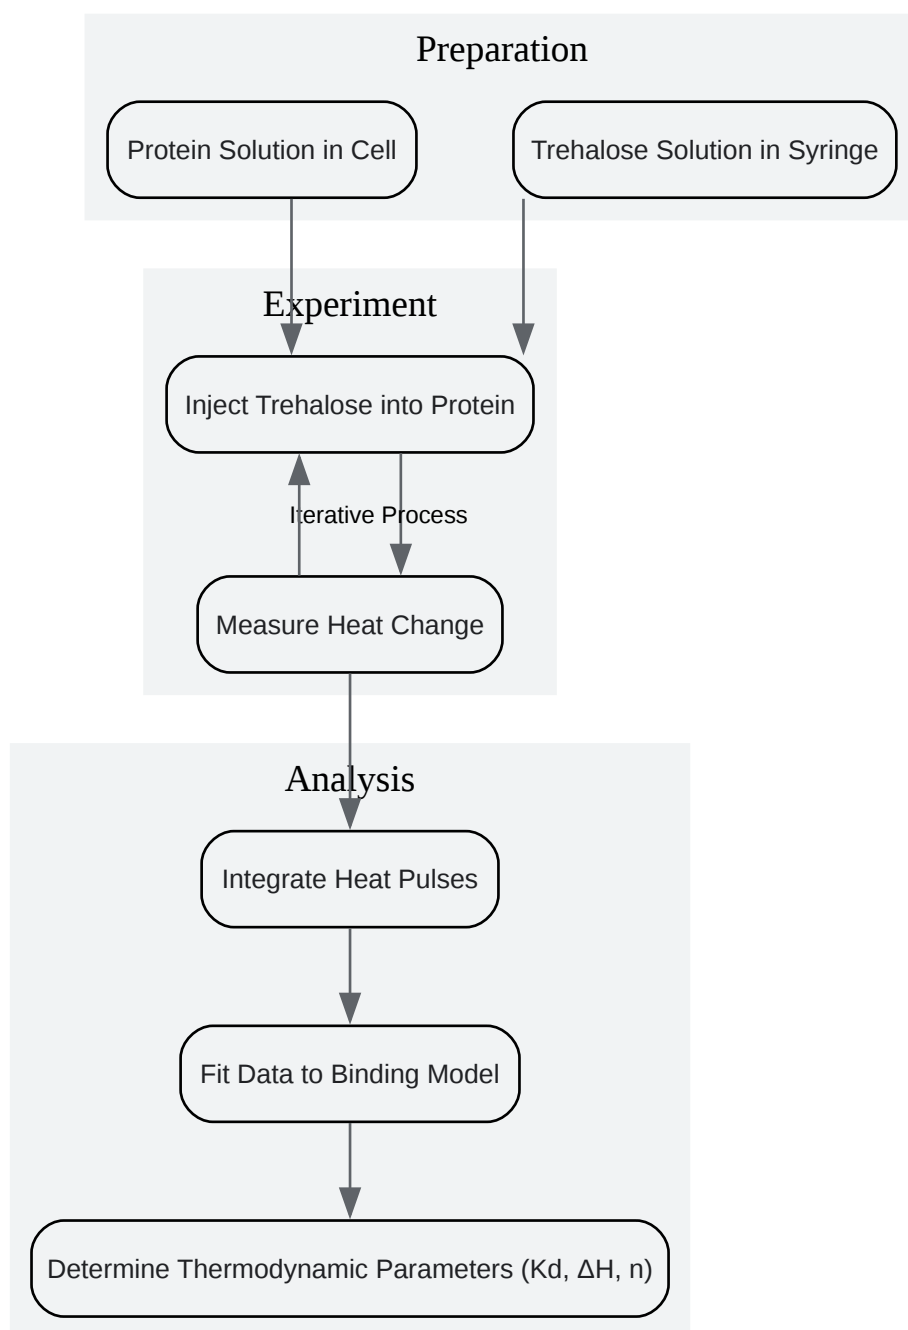 Preparation
Protein Solution in Cell
Trehalose Solution in Syringe
Experiment
Inject Trehalose into Protein
Iterative Process
Measure Heat Change
Analysis
Integrate Heat Pulses
Fit Data to Binding Model
Determine Thermodynamic Parameters (Kd, ΔH, n)